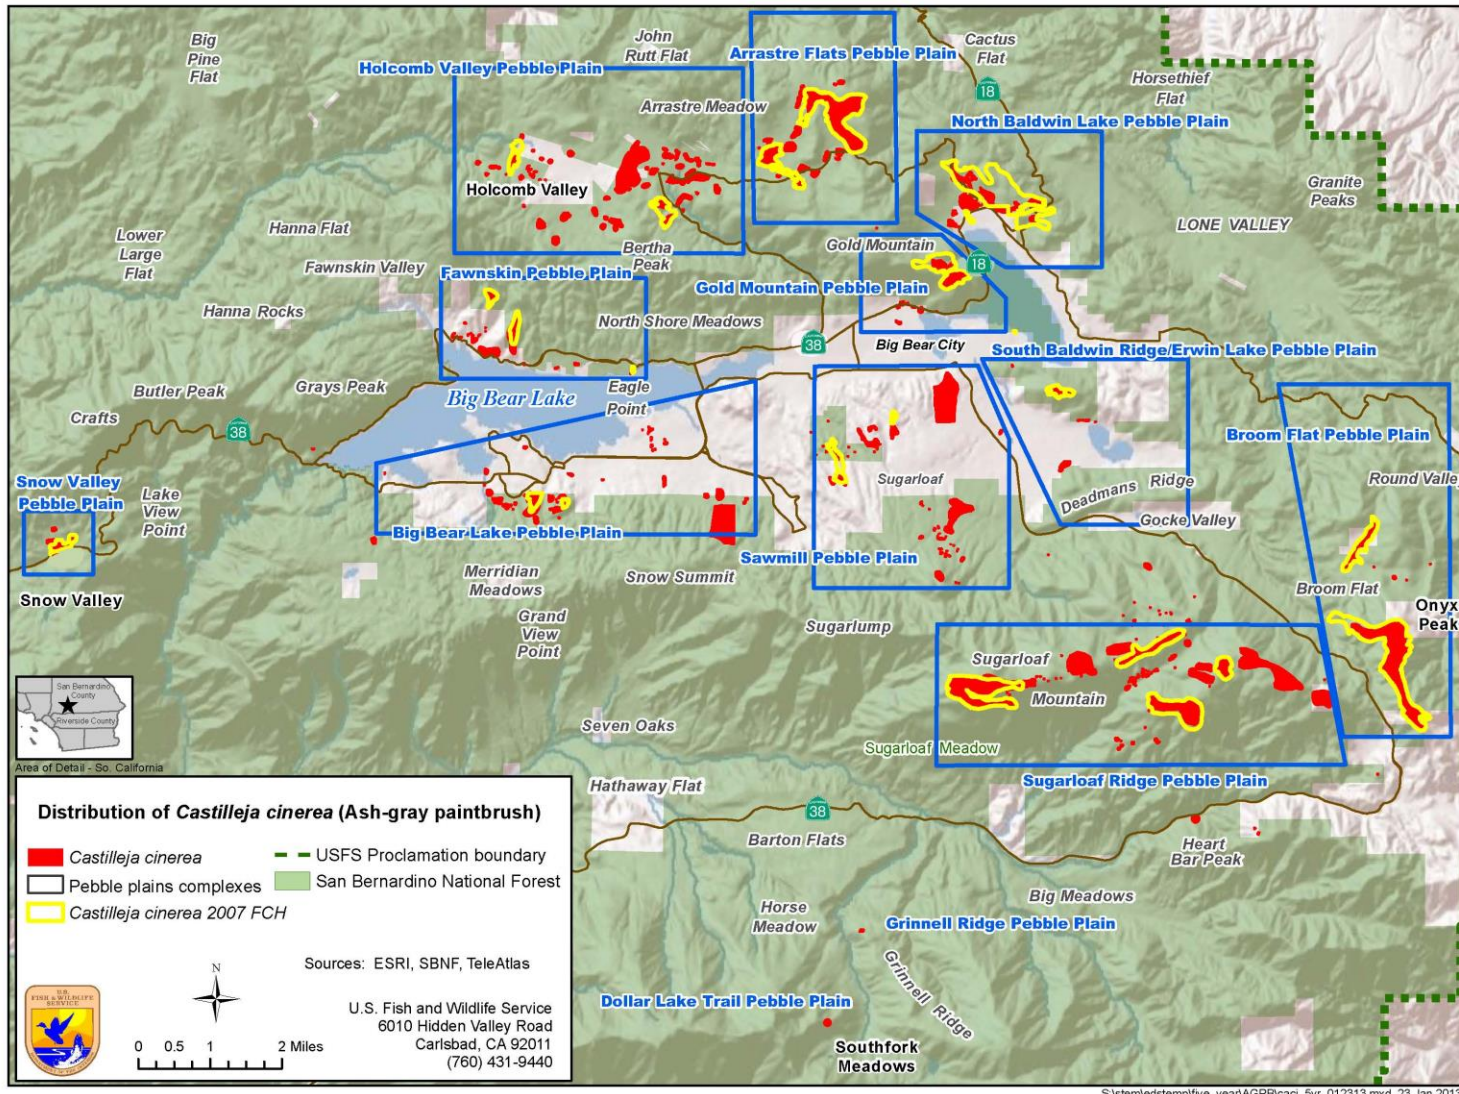 Big
Pine
Flat
John
Rutt Flat
Cactus
Flat
Horsethief
Flat
Holcomb Valley Pebble Plain
Arrastre Flats Pebble Plain
18
Arrastre Meadow
North Baldwin Lake Pebble Plain
Holcomb Valley
Granite
Peaks
LONE VALLEY
Hanna Flat
Lower
Large
Flat
Bertha
Peak
Gold Mountain
18
Fawnskin Valley
Fawnskin Pebble Plain
Gold Mountain Pebble Plain
Hanna Rocks
North Shore Meadows
38
Big Bear City
South Baldwin Ridge/Erwin Lake Pebble Plain
Butler Peak
Grays Peak
Big Bear Lake
Eagle
Point
Crafts
38
Broom Flat Pebble Plain
Snow Valley
Pebble Plain
Lake
View
Point
Sugarloaf
Deadmans Ridge
Round Valley
Gocke Valley
Big Bear Lake Pebble Plain
Sawmill Pebble Plain
Merridian
Meadows
Snow Summit
Snow Valley
Grand
View
Point
Sugarlump
Broom Flat
Onyx
Peak
Sugarloaf
Mountain
San Bernardino
County
Riverside County
Area of Detail - So. California
Seven Oaks
Sugarloaf Meadow
Sugarloaf Ridge Pebble Plain
Hathaway Flat
38
Barton Flats
Heart
Bar Peak
Big Meadows
Horse
Meadow
Grinnell Ridge Pebble Plain
Grinnell Ridge
Dollar Lake Trail Pebble Plain
Southfork
Meadows
Distribution of Castilleja cinerea (Ash-gray paintbrush)
Castilleja cinerea
Pebble plains complexes
Castilleja cinerea 2007 FCH
USFS Proclamation boundary
San Bernardino National Forest
Sources: ESRI, SBNF, TeleAtlas
N
U.S.
FISH & WILDLIFE
SERVICE
0 0.5 1 2 Miles
U.S. Fish and Wildlife Service
6010 Hidden Valley Road
Carlsbad, CA 92011
(760) 431-9440